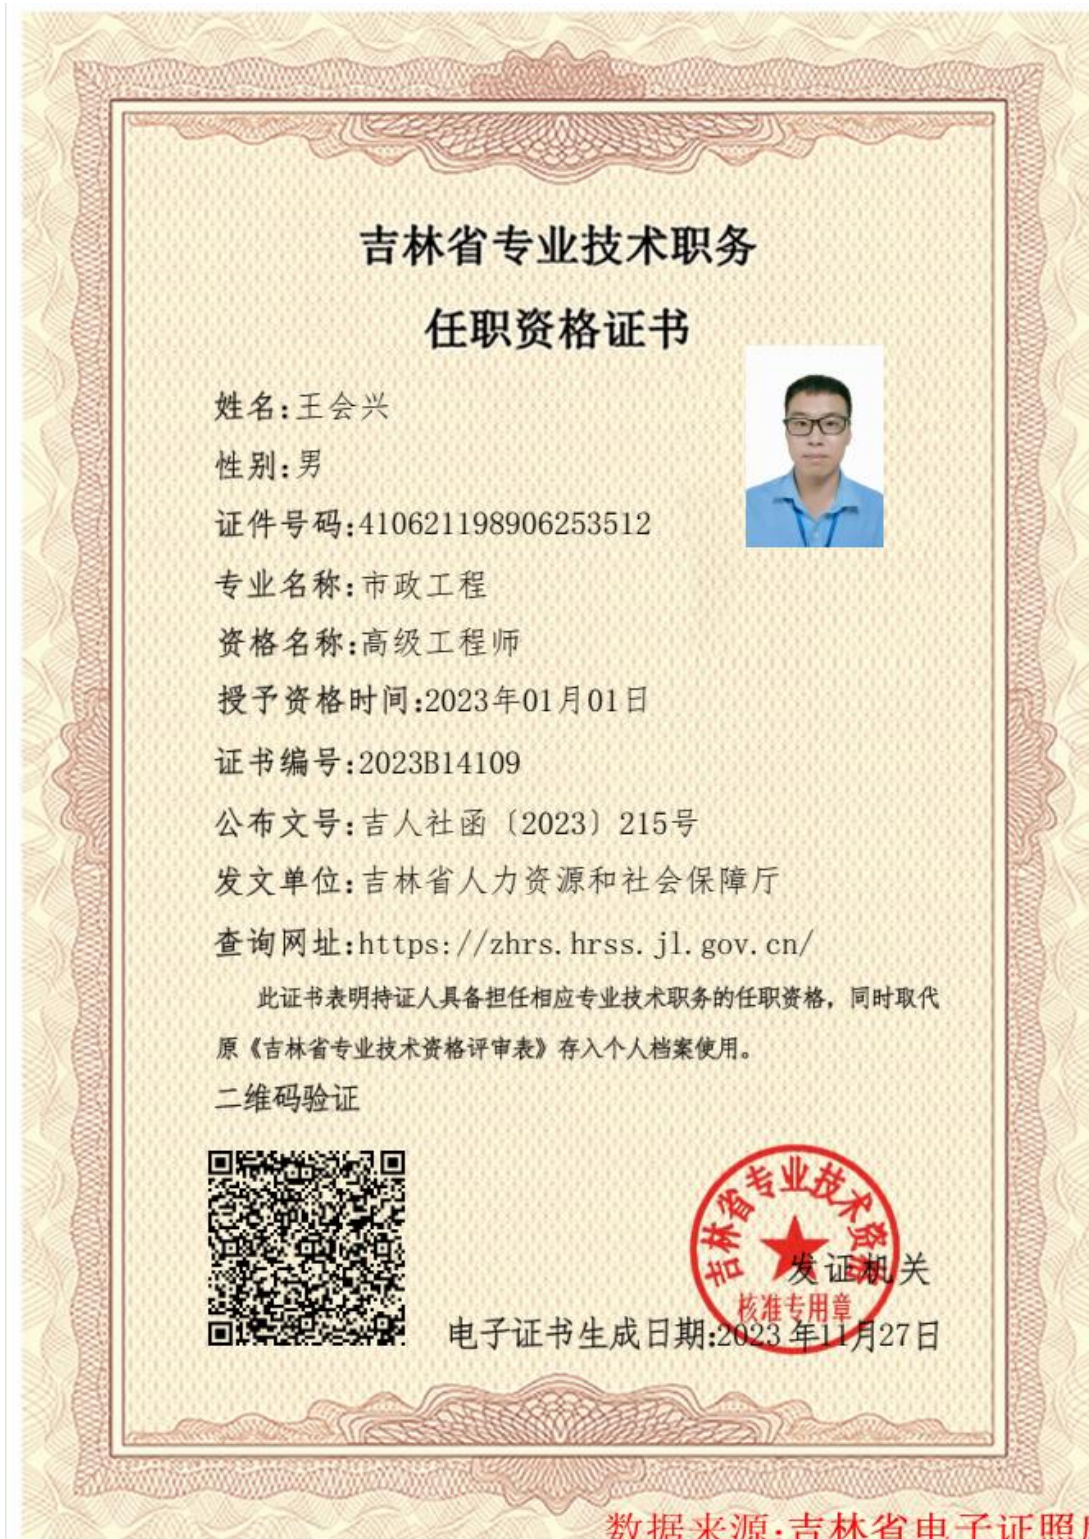 吉林省专业技术职务
任职资格证书
姓名:王会兴
性别:男
证件号码:410621198906253512
专业名称:市政工程
资格名称:高级工程师
授予资格时间:2023年01月01日
证书编号:2023B14109
公布文号:吉人社函〔2023〕215号
发文单位:吉林省人力资源和社会保障厅
查询网址:https://zhrs.hrss.jl.gov.cn/
此证书表明持证人具备担任相应专业技术职务的任职资格，同时取代
原《吉林省专业技术资格评审表》存入个人档案使用。
二维码验证
吉林省专业技术资格
发证机关
核准专用章
电子证书生成日期:2023年11月27日
数据来源:吉林省电子证照